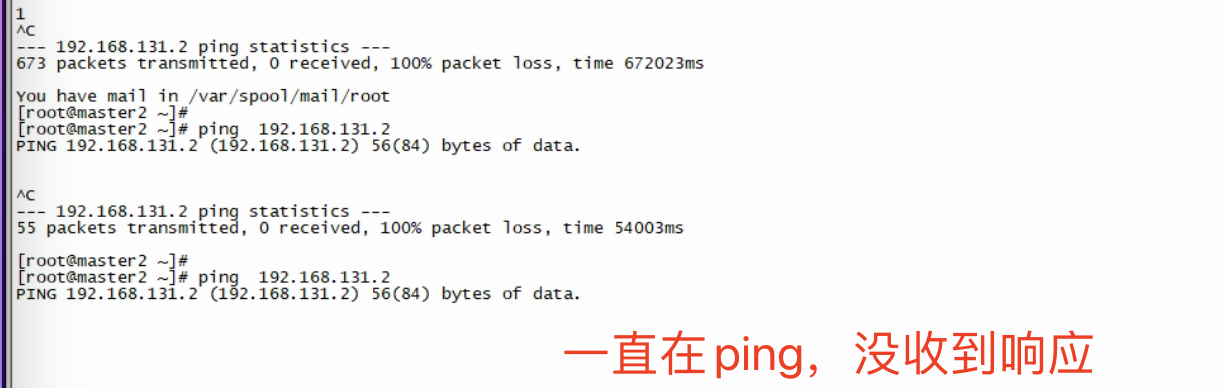 1
^C
--- 192.168.131.2 ping statistics ---
673 packets transmitted, 0 received, 100% packet loss, time 672023ms
You have mail in /var/spool/mail/root
[root@master2 ~]#
[root@master2 ~]# ping  192.168.131.2
PING 192.168.131.2 (192.168.131.2) 56(84) bytes of data.
^C
--- 192.168.131.2 ping statistics ---
55 packets transmitted, 0 received, 100% packet loss, time 54003ms
[root@master2 ~]#
[root@master2 ~]# ping  192.168.131.2
PING 192.168.131.2 (192.168.131.2) 56(84) bytes of data.
一直在ping，没收到响应